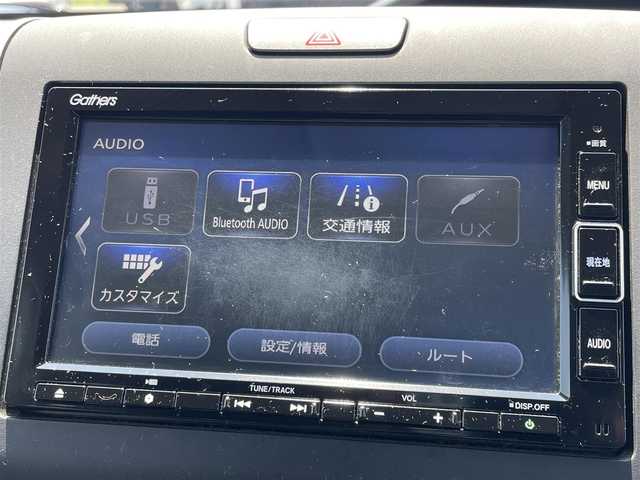 Gathers
AUDIO
USB
Bluetooth AUDIO
交通情報
AUX
カスタマイズ
電話
設定/情報
ルート
■画質
MENU
現在地
AUDIO
TUNE/TRACK
VOL
DISP.OFF